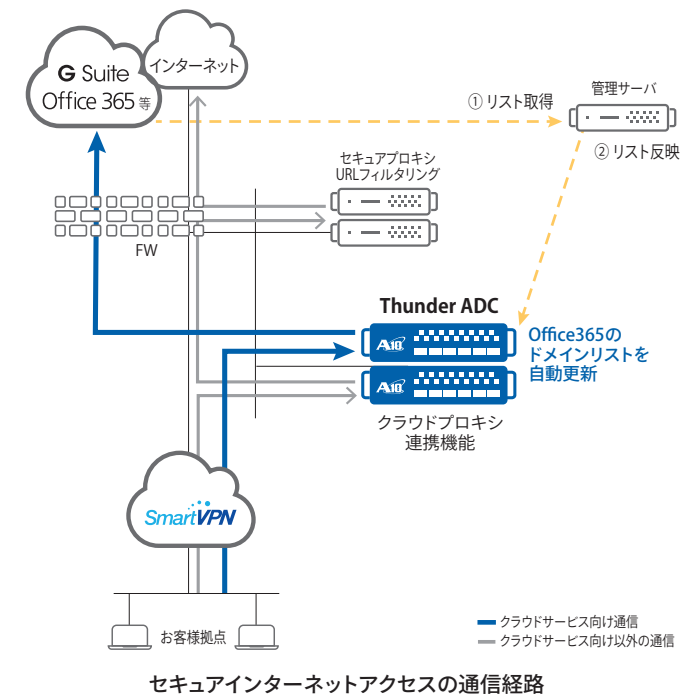 インターネット
G Suite
Office 365 等
① リスト取得
管理サーバ
② リスト反映
セキュアプロキシ
URLフィルタリング
FW
Thunder ADC
A10
Office365の
ドメインリストを
自動更新
A10
クラウドプロキシ
連携機能
SmartVPN
お客様拠点
クラウドサービス向け通信
クラウドサービス向け以外の通信
セキュアインターネットアクセスの通信経路